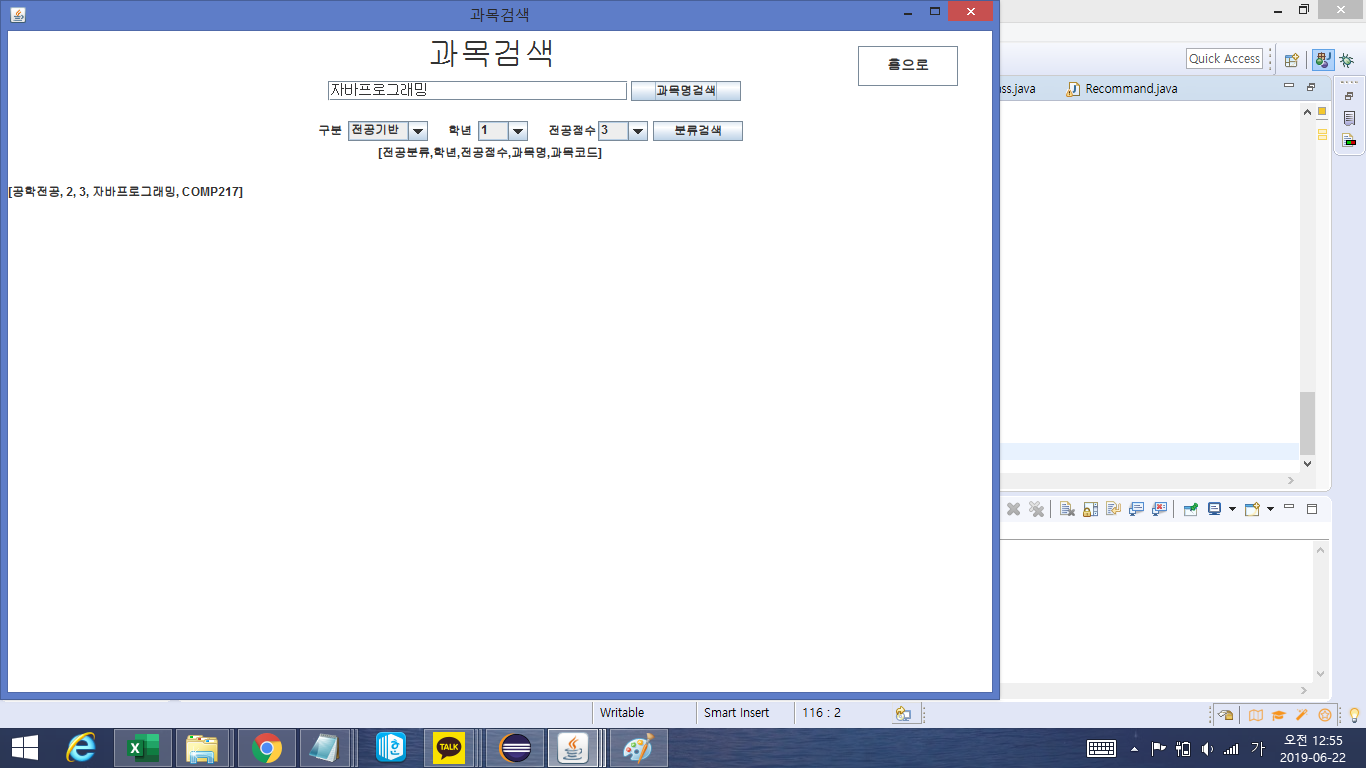 과목검색
과목검색
홈으로
자바프로그래밍 과목명검색
구분 전공기반 학년 1 전공점수 3 분류검색
[전공분류,학년,전공점수,과목명,과목코드]
[공학전공, 2, 3, 자바프로그래밍, COMP217]
Quick Access
ss.java Recommand.java
Writable Smart Insert 116 : 2
TALK
가
오전 12:55
2019-06-22